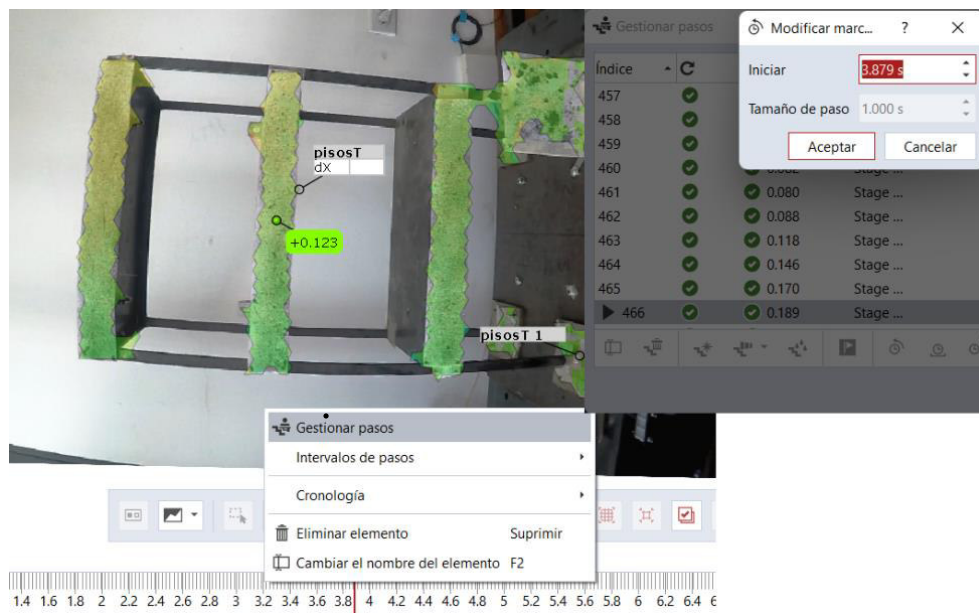 Gestionar pasos
Modificar marc... ? ×
Índice
Iniciar 3.879 s
Tamaño de paso 1.000 s
Aceptar Cancelar
457
458
459
460 Stage ...
461 0.080 Stage ...
462 0.088 Stage ...
463 0.118 Stage ...
464 0.146 Stage ...
465 0.170 Stage ...
466 0.189 Stage ...
pisosT
dX
+0.123
pisosT 1
Gestionar pasos
Intervalos de pasos
Cronología
Eliminar elemento Suprimir
Cambiar el nombre del elemento F2
1.4 1.6 1.8 2 2.2 2.4 2.6 2.8 3 3.2 3.4 3.6 3.8 4 4.2 4.4 4.6 4.8 5 5.2 5.4 5.6 5.8 6 6.2 6.4 6